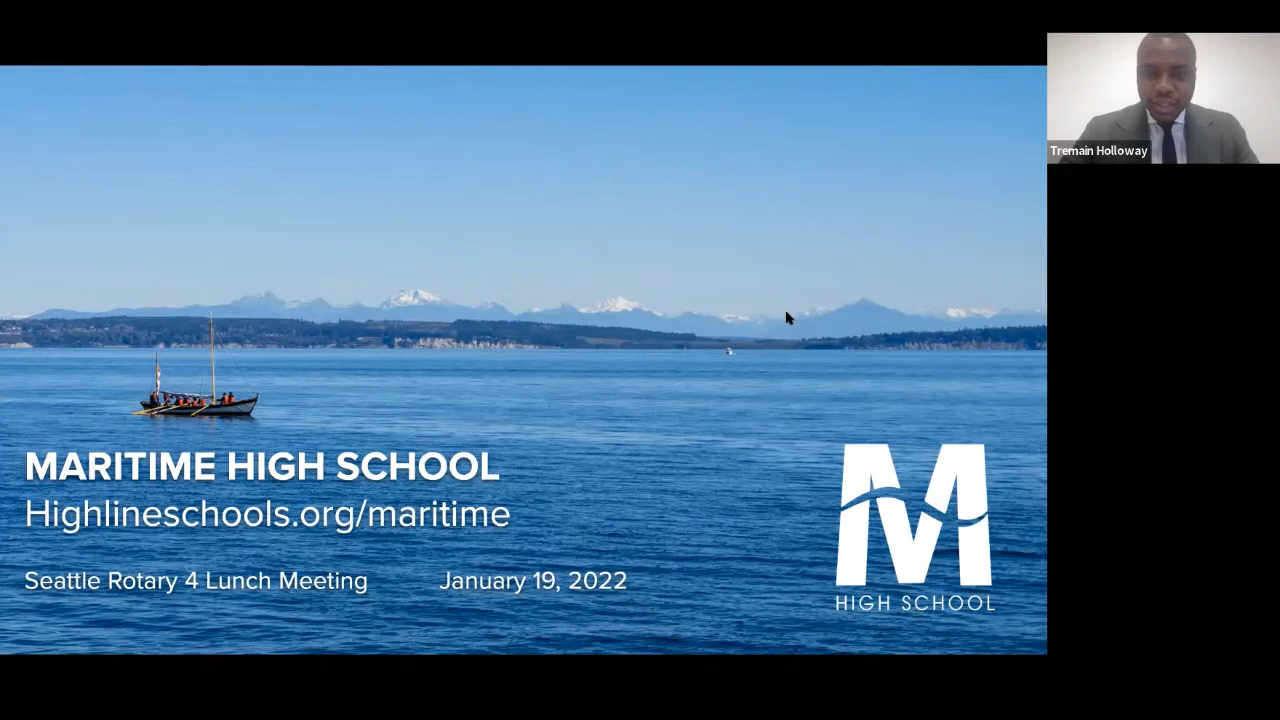 Tremain Holloway
MARITIME HIGH SCHOOL
Highlineschools.org/maritime
Seattle Rotary 4 Lunch Meeting January 19, 2022
M
HIGH SCHOOL